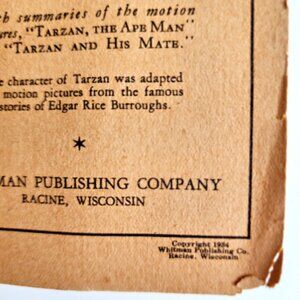 ch summaries of the motion
ures, "TARZAN, THE APE MAN"
"TARZAN AND HIS MATE."
e character of Tarzan was adapted
motion pictures from the famous
stories of Edgar Rice Burroughs.
*
MAN PUBLISHING COMPANY
RACINE, WISCONSIN
Copyright 1934
Whitman Publishing Co.
Racine, Wisconsin